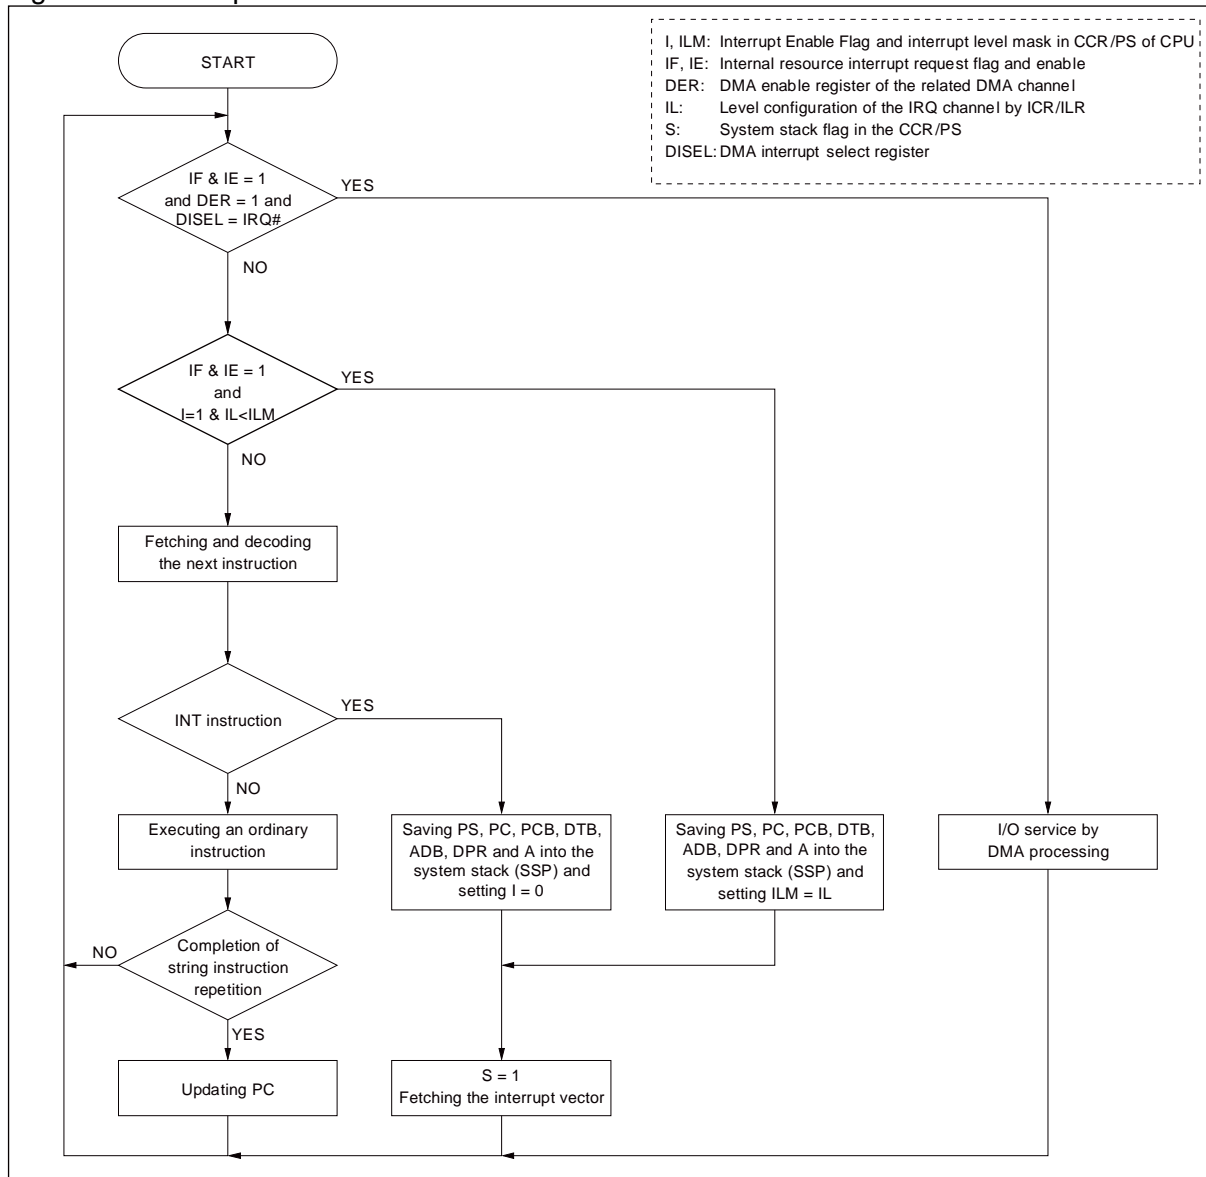 START
I, ILM: Interrupt Enable Flag and interrupt level mask in CCR/PS of CPU
IF, IE: Internal resource interrupt request flag and enable
DER: DMA enable register of the related DMA channel
IL: Level configuration of the IRQ channel by ICR/ILR
S: System stack flag in the CCR/PS
DISEL: DMA interrupt select register
IF & IE = 1
and DER = 1 and
DISEL = IRQ#
YES
NO
IF & IE = 1
and
I=1 & IL<ILM
YES
NO
Fetching and decoding
the next instruction
INT instruction
YES
NO
Executing an ordinary
instruction
Saving PS, PC, PCB, DTB,
ADB, DPR and A into the
system stack (SSP) and
setting I = 0
Saving PS, PC, PCB, DTB,
ADB, DPR and A into the
system stack (SSP) and
setting ILM = IL
I/O service by
DMA processing
Completion of
string instruction
repetition
NO
YES
Updating PC
S = 1
Fetching the interrupt vector